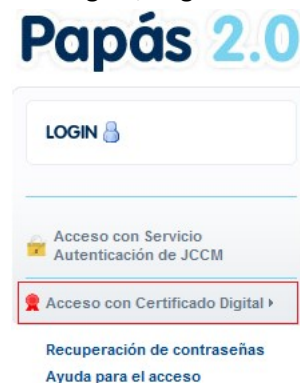 Papás 2.0
LOGIN
Acceso con Servicio
Autenticación de JCCM
Acceso con Certificado Digital
Recuperación de contraseñas
Ayuda para el acceso